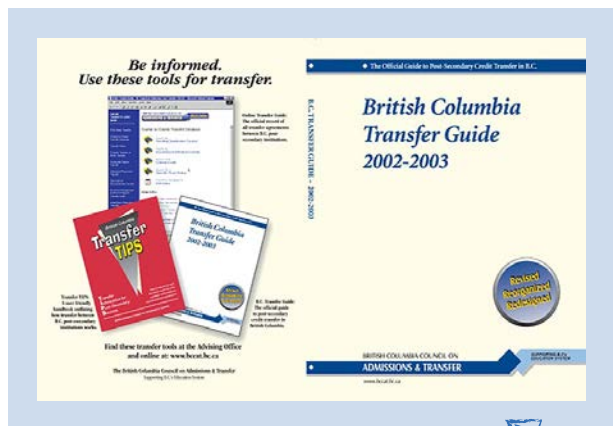 Be informed.
Use these tools for transfer.
Online Transfer Guide:
The official record of
all transfer agreements
between B.C. post-
secondary institutions.
Transfer
TIPS
British Columbia
Transfer Guide
2002-2003
Transfer TIPS:
A user friendly
handbook outlining
how transfer between
B.C. post-secondary
institutions works.
B.C. Transfer Guide:
The official guide
to post-secondary
credit transfer in
British Columbia.
Find these transfer tools at the Advising Office
and online at: www.bccat.bc.ca
The British Columbia Council on Admissions & Transfer
Supporting B.C.'s Education System
B.C. TRANSFER GUIDE - 2002-2003
The Official Guide to Post-Secondary Credit Transfer in B.C.
British Columbia
Transfer Guide
2002-2003
Revised
Recognized
Redesigned
BRITISH COLUMBIA COUNCIL ON
ADMISSIONS & TRANSFER
SUPPORTING B.C.'s
EDUCATION SYSTEM
www.bccat.bc.ca